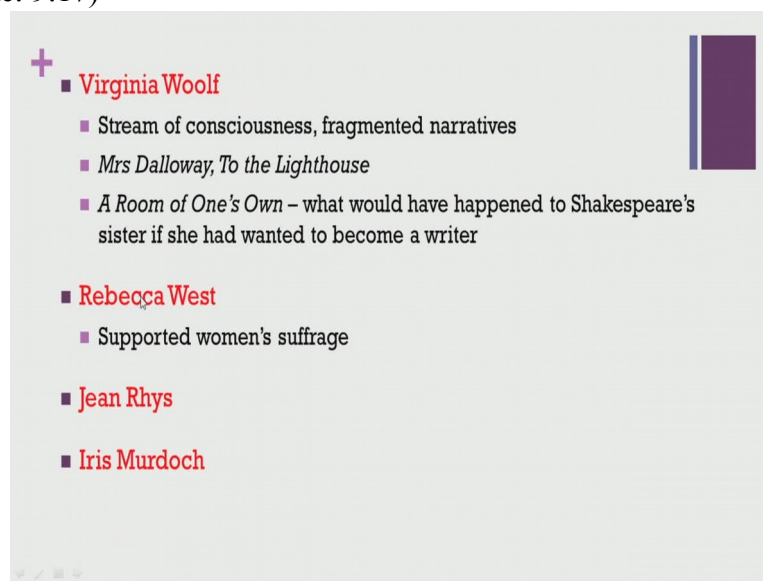 Virginia Woolf
Stream of consciousness, fragmented narratives
Mrs Dalloway, To the Lighthouse
A Room of One's Own – what would have happened to Shakespeare's
sister if she had wanted to become a writer
Rebecca West
Supported women's suffrage
Jean Rhys
Iris Murdoch